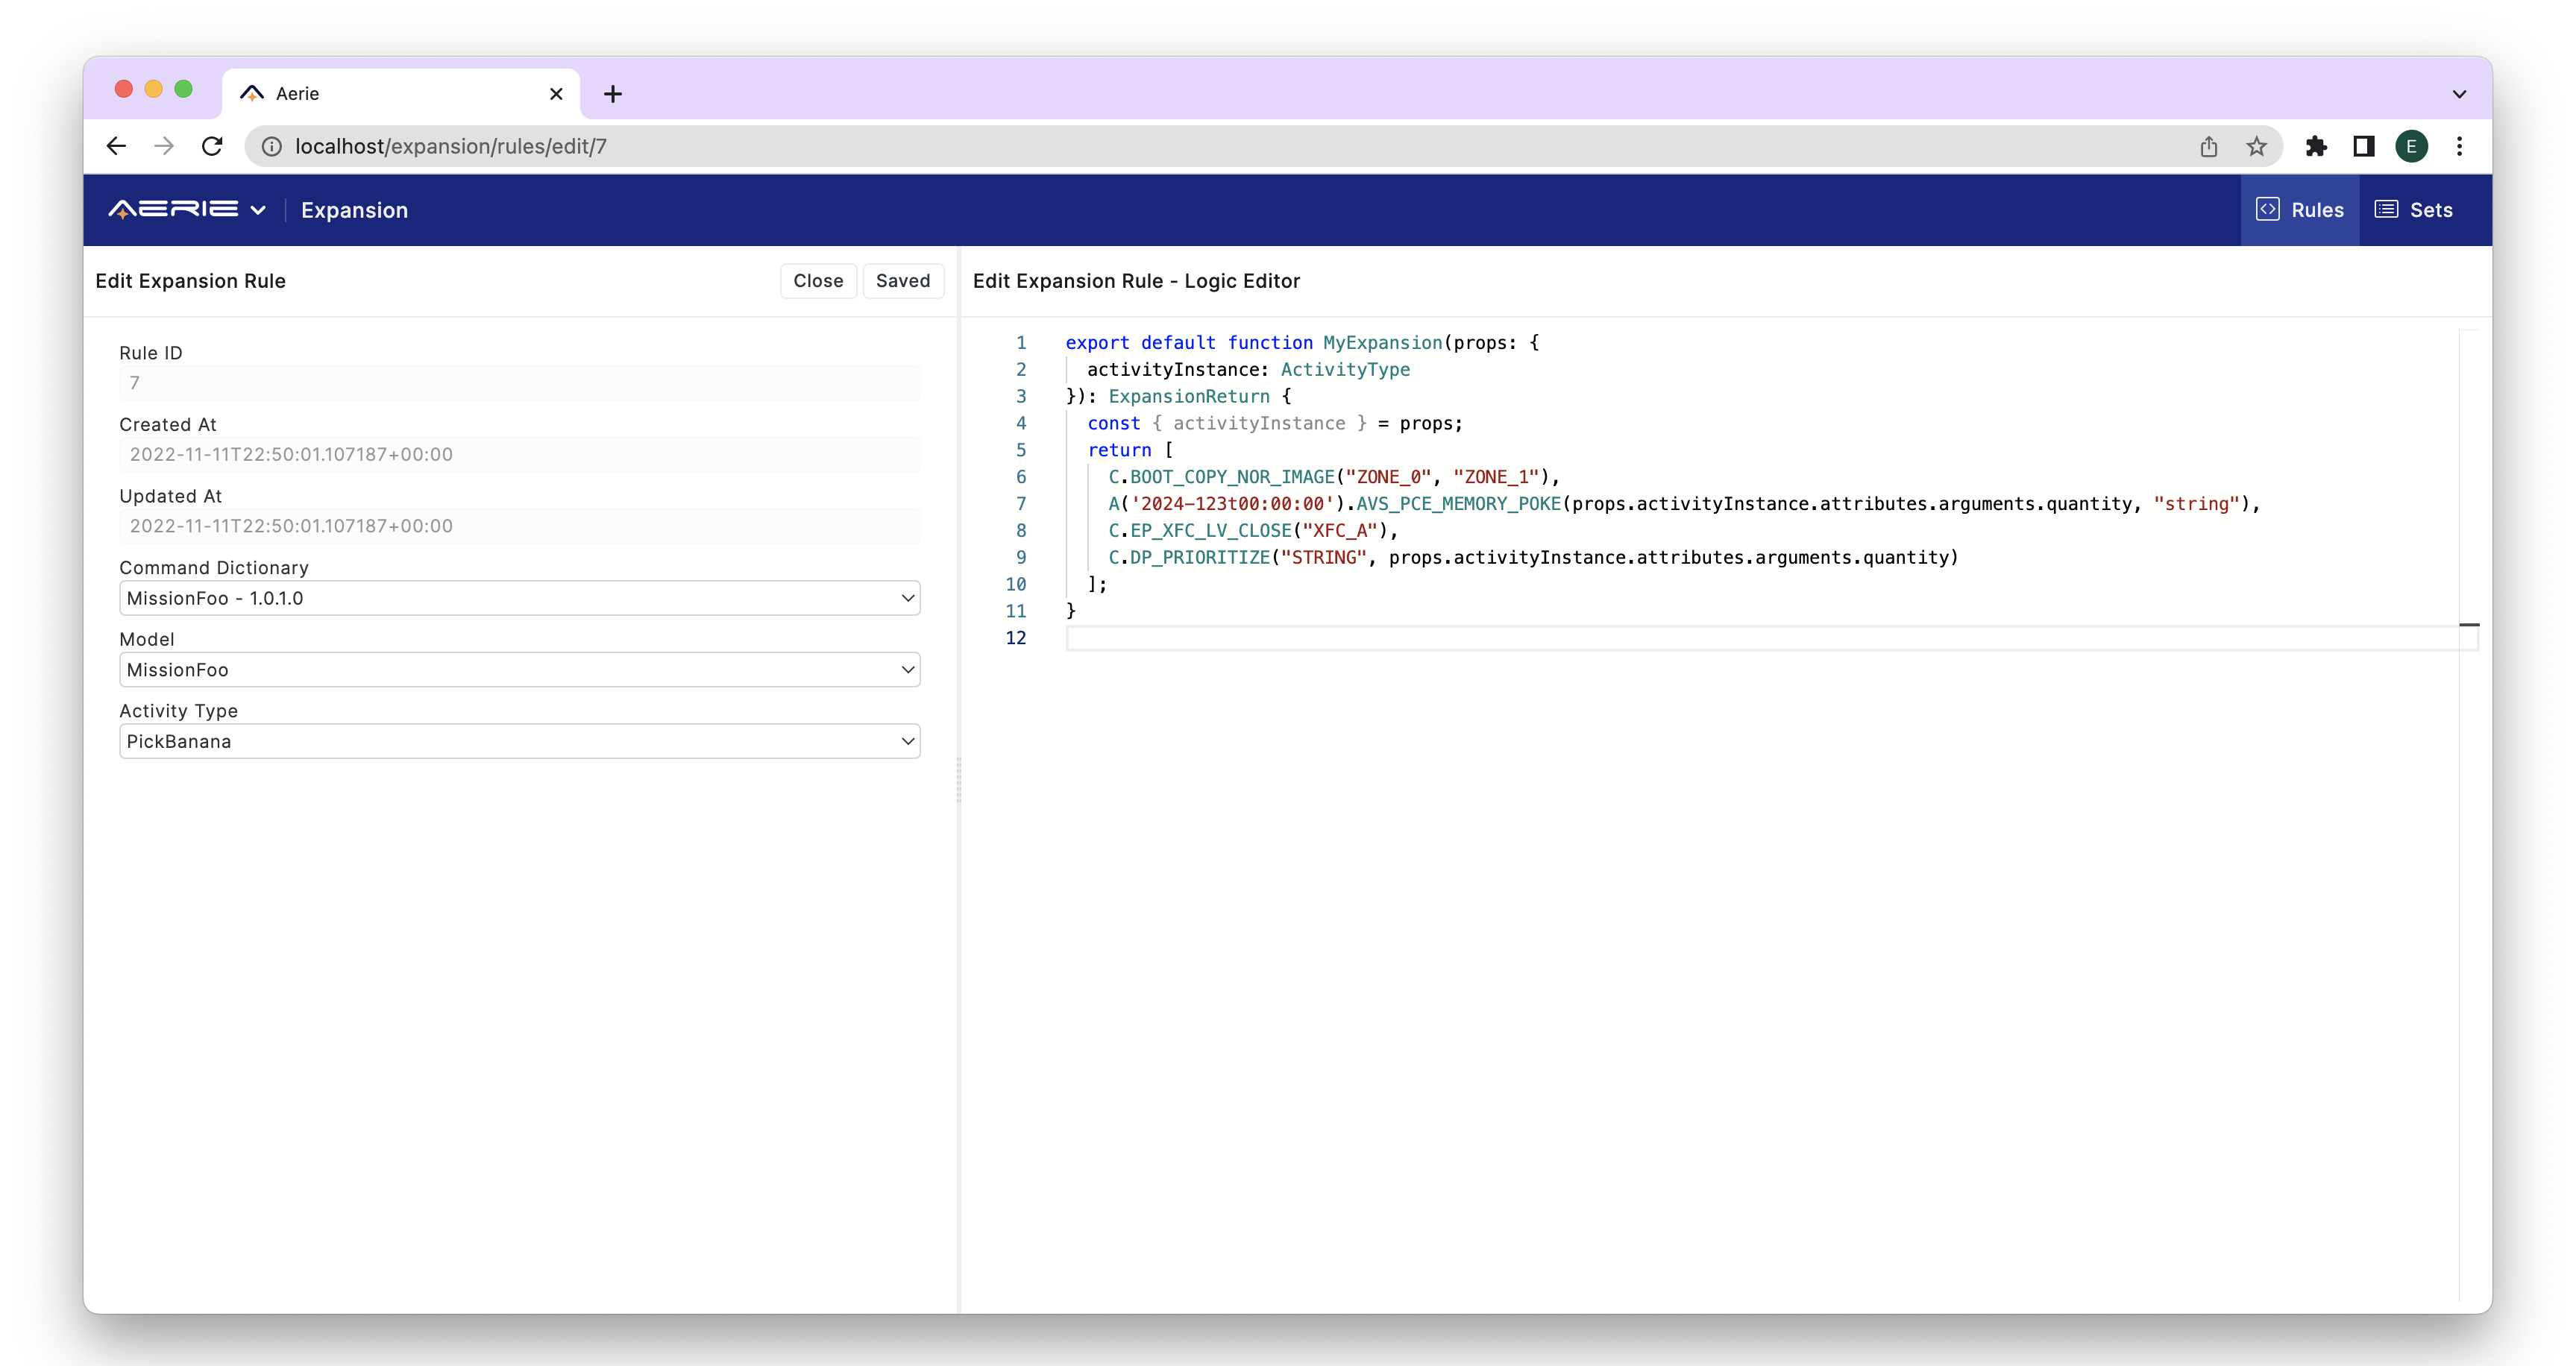 Aerie
localhost/expansion/rules/edit/7
E
AERIE
Expansion
Rules
Sets
Edit Expansion Rule
Close
Saved
Rule ID
7
Created At
2022-11-11T22:50:01.107187+00:00
Updated At
2022-11-11T22:50:01.107187+00:00
Command Dictionary
MissionFoo - 1.0.1.0
Model
MissionFoo
Activity Type
PickBanana
Edit Expansion Rule - Logic Editor
1 export default function MyExpansion(props: {
2 activityInstance: ActivityType
3 }): ExpansionReturn {
4 const { activityInstance } = props;
5 return [
6 C.BOOT_COPY_NOR_IMAGE("ZONE_0", "ZONE_1"),
7 A('2024-123t00:00:00').AVS_PCE_MEMORY_POKE(props.activityInstance.attributes.arguments.quantity, "string"),
8 C.EP_XFC_LV_CLOSE("XFC_A"),
9 C.DP_PRIORITIZE("STRING", props.activityInstance.attributes.arguments.quantity)
10 ];
11 }
12